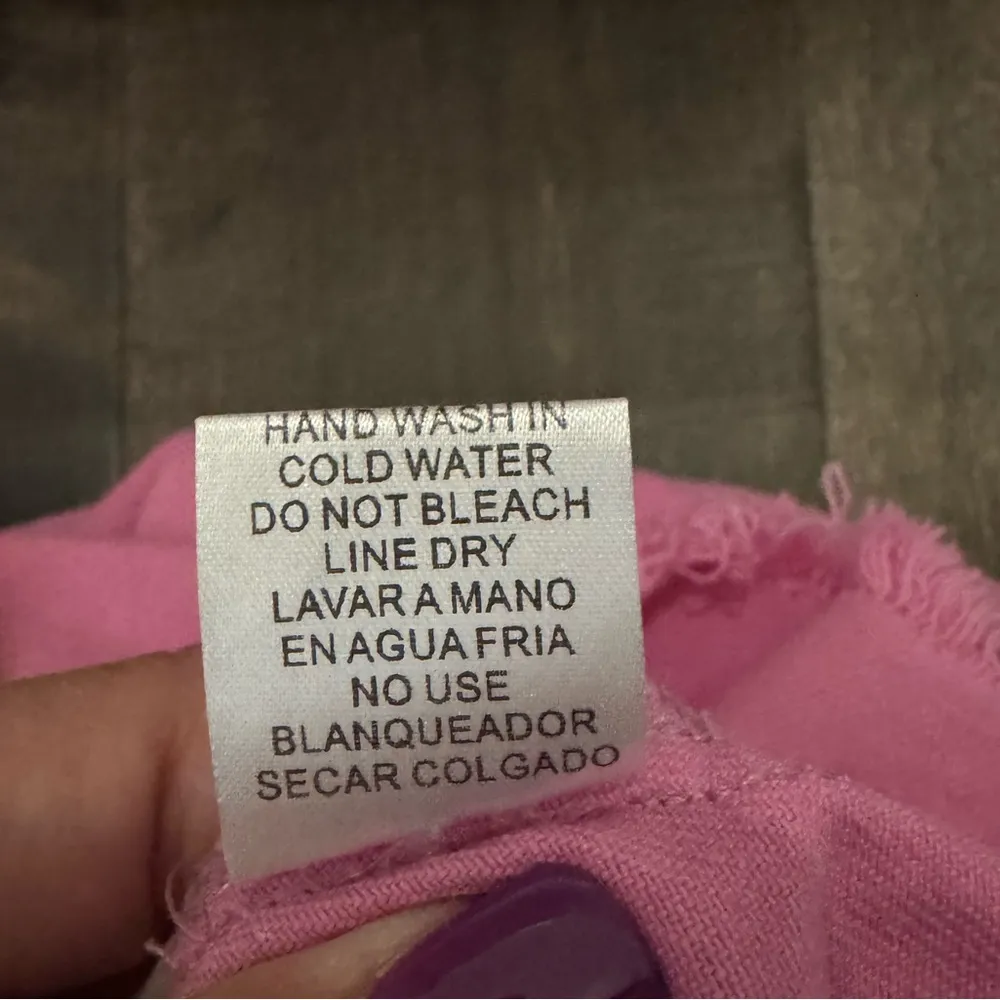 HAND WASH IN
COLD WATER
DO NOT BLEACH
LINE DRY
LAVAR A MANO
EN AGUA FRIA
NO USE
BLANQUEADOR
SECAR COLGADO